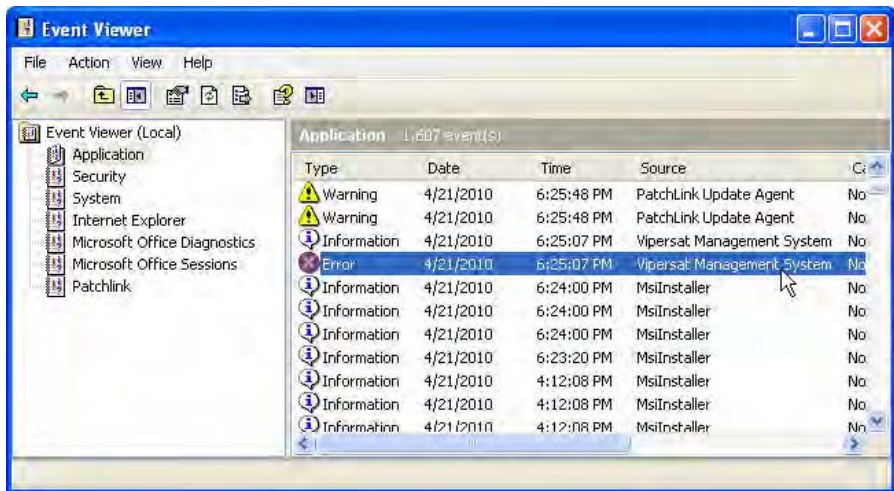 Event Viewer
File Action View Help
Event Viewer (Local)
Application
Security
System
Internet Explorer
Microsoft Office Diagnostics
Microsoft Office Sessions
Patchlink
Application 1,607 event(s)
Type Date Time Source
Warning 4/21/2010 6:25:48 PM PatchLink Update Agent No
Warning 4/21/2010 6:25:48 PM PatchLink Update Agent No
Information 4/21/2010 6:25:07 PM Vipersat Management System No
Error 4/21/2010 6:25:07 PM Vipersat Management System No
Information 4/21/2010 6:24:00 PM MsiInstaller No
Information 4/21/2010 6:24:00 PM MsiInstaller No
Information 4/21/2010 6:24:00 PM MsiInstaller No
Information 4/21/2010 6:23:20 PM MsiInstaller No
Information 4/21/2010 4:12:08 PM MsiInstaller No
Information 4/21/2010 4:12:08 PM MsiInstaller No
Information 4/21/2010 4:12:08 PM MsiInstaller No